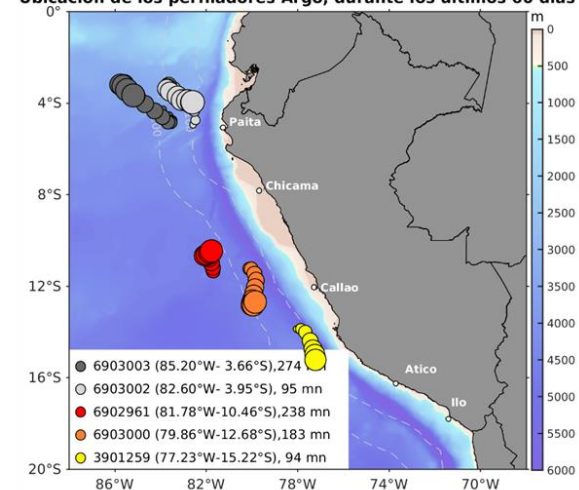 Ubicación de los perfiladores Argo, durante los últimos 60 días
0°
4°S
8°S
12°S
16°S
20°S
86°W
82°W
78°W
74°W
70°W
Paita
Chicama
Callao
Atico
Ilo
6903003 (85.20°W- 3.66°S),274
6903002 (82.60°W- 3.95°S), 95 mn
6902961 (81.78°W-10.46°S),238 mn
6903000 (79.86°W-12.68°S),183 mn
3901259 (77.23°W-15.22°S), 94 mn
m
0
500
1000
1500
2000
2500
3000
3500
4000
4500
5000
5500
6000